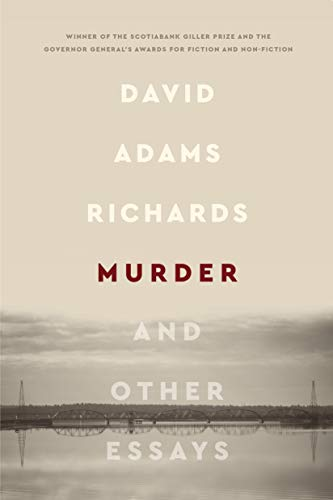 WINNER OF THE SCOTIABANK GILLER PRIZE AND THE
GOVERNOR GENERAL'S AWARDS FOR FICTION AND NON-FICTION
DAVID
ADAMS
RICHARDS
MURDER
AND
OTHER
ESSAYS